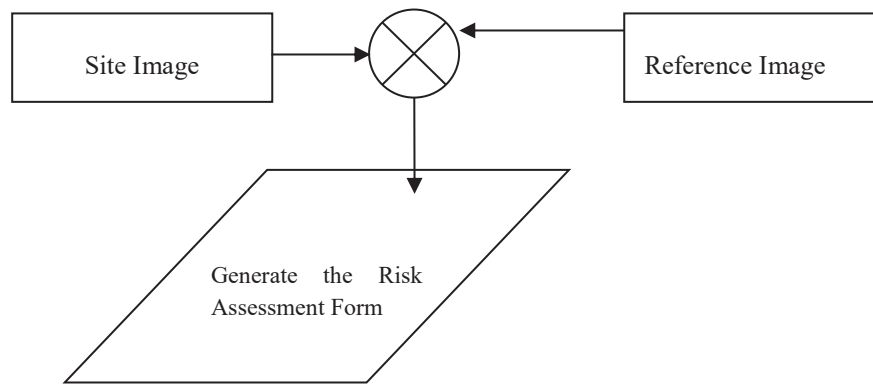 Site Image
Reference Image
Generate the Risk
Assessment Form